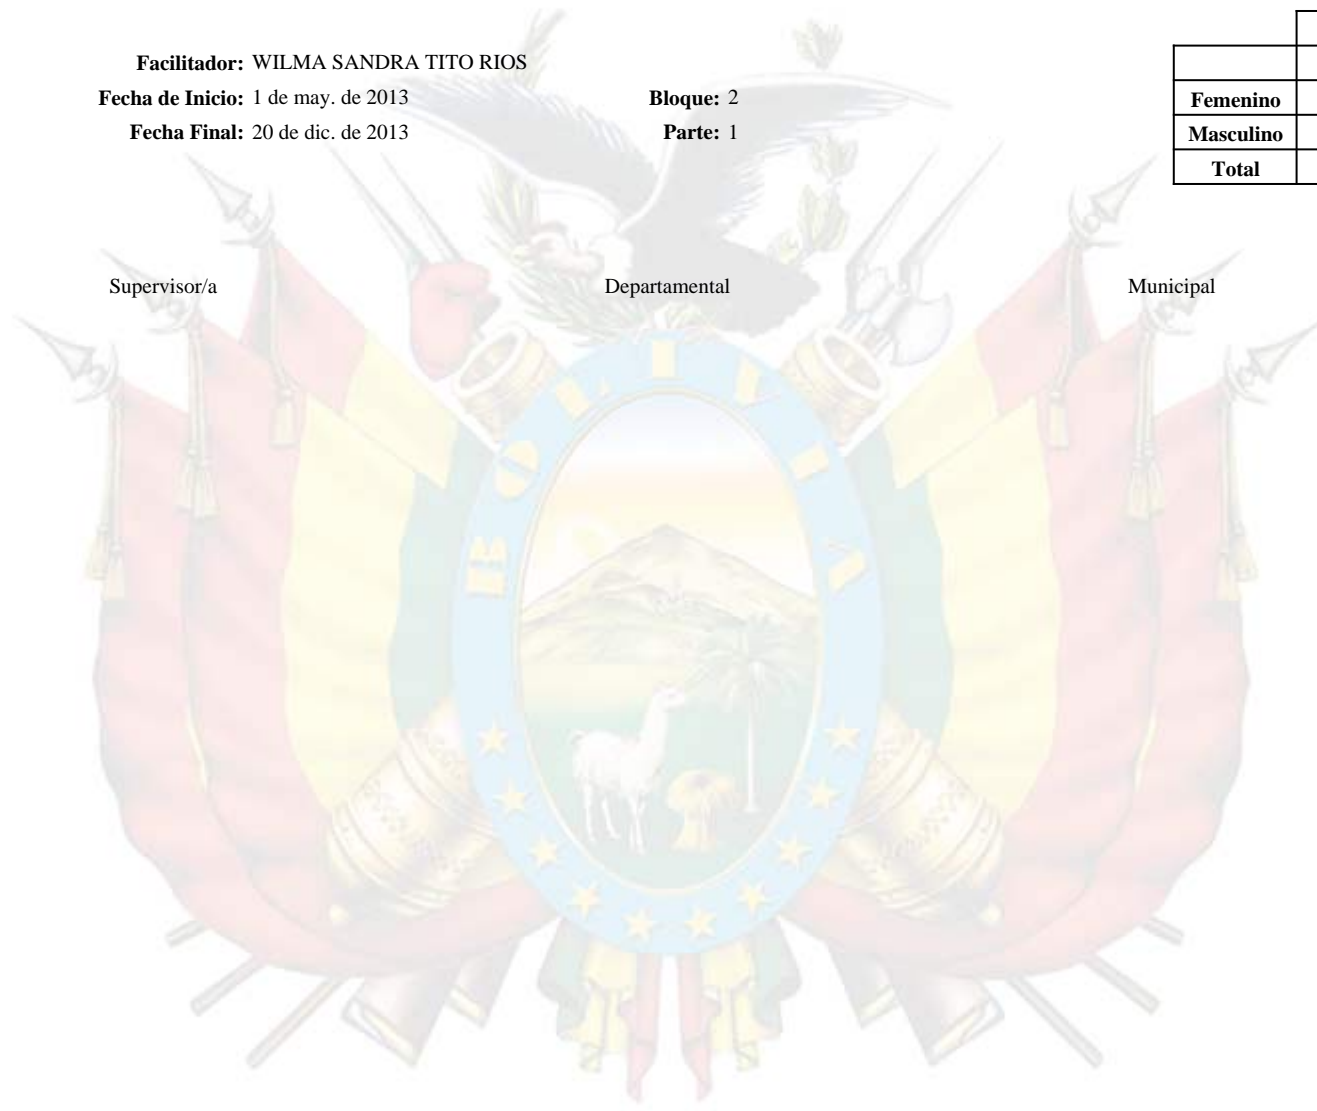 Facilitador: WILMA SANDRA TITO RIOS
Fecha de Inicio: 1 de may. de 2013 Bloque: 2
Fecha Final: 20 de dic. de 2013 Parte: 1
Femenino
Masculino
Total
Supervisor/a Departamental Municipal
BOLIVIA